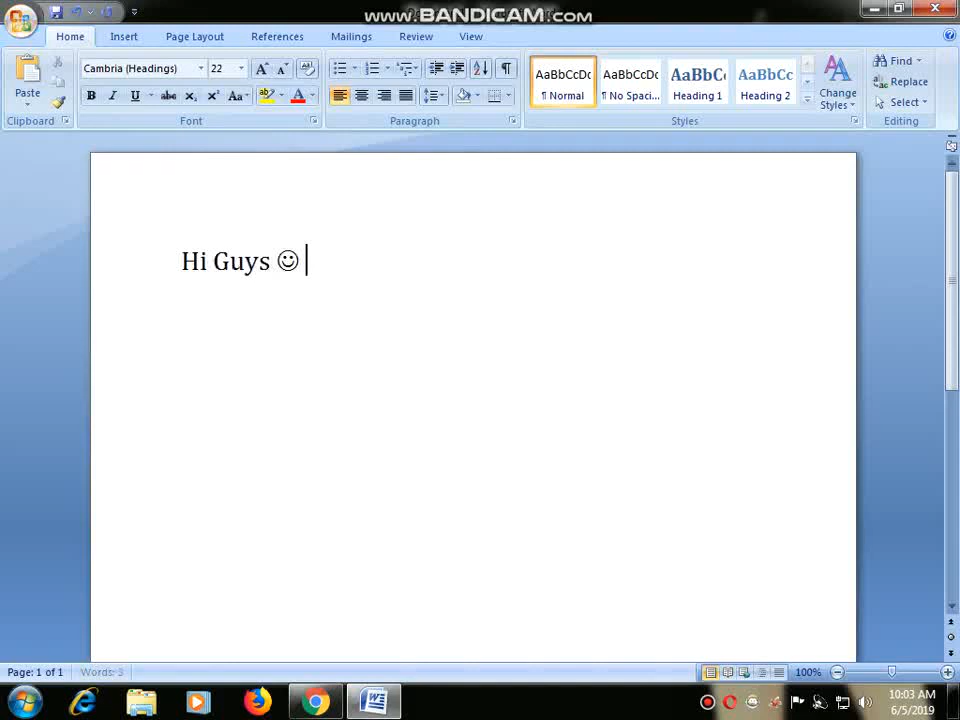 www.BANDICAM.com
Home Insert Page Layout References Mailings Review View
Cambria (Headings) 22
AaBbCcDc AaBbCcDc AaBbCc AaBbCc
¶ Normal ¶ No Spaci... Heading 1 Heading 2
Paste
Change Styles
Find
Replace
Select
Clipboard Font Paragraph Styles Editing
Hi Guys ☺
Page: 1 of 1 Words: 3 100%
10:03 AM
6/5/2019